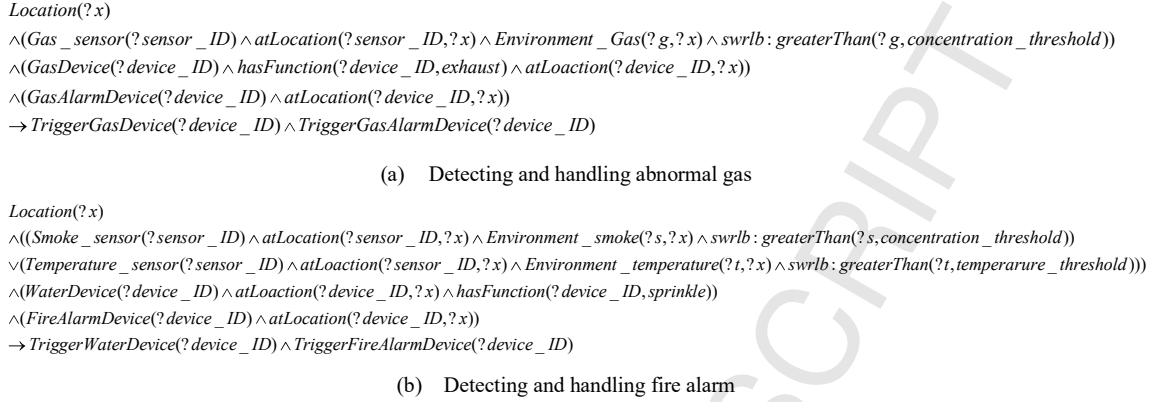 Location(?x)
∧(Gas_sensor(?sensor_ID)∧atLocation(?sensor_ID,?x)∧Environment_Gas(?g,?x)∧swrlb:greaterThan(?g,concentration_threshold))
∧(GasDevice(?device_ID)∧hasFunction(?device_ID,exhaust)∧atLoaction(?device_ID,?x))
∧(GasAlarmDevice(?device_ID)∧atLocation(?device_ID,?x))
→TriggerGasDevice(?device_ID)∧TriggerGasAlarmDevice(?device_ID)
(a) Detecting and handling abnormal gas
Location(?x)
∧((Smoke_sensor(?sensor_ID)∧atLocation(?sensor_ID,?x)∧Environment_smoke(?s,?x)∧swrlb:greaterThan(?s,concentration_threshold))
∨(Temperature_sensor(?sensor_ID)∧atLoaction(?sensor_ID,?x)∧Environment_temperature(?t,?x)∧swrlb:greaterThan(?t,temperarure_threshold)))
∧(WaterDevice(?device_ID)∧atLoaction(?device_ID,?x)∧hasFunction(?device_ID,sprinkle))
∧(FireAlarmDevice(?device_ID)∧atLocation(?device_ID,?x))
→TriggerWaterDevice(?device_ID)∧TriggerFireAlarmDevice(?device_ID)
(b) Detecting and handling fire alarm
SCRIPT